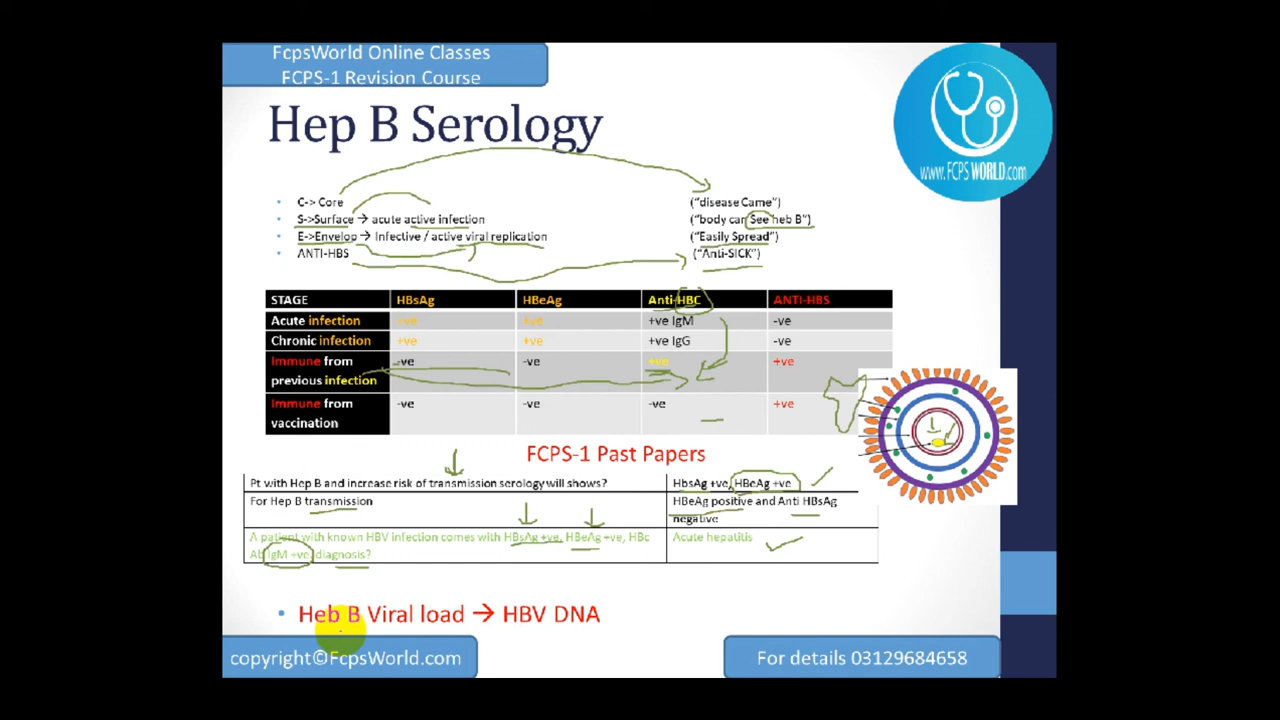 FcpsWorld Online Classes
FCPS-1 Revision Course
www.FCPS WORLD.com
Hep B Serology
• C-> Core ("disease Came")
• S->Surface → acute active infection ("body can See heb B")
• E->Envelop → Infective / active viral replication ("Easily Spread")
• ANTI-HBS ("Anti-SICK")
STAGE HBsAg HBeAg Anti-HBC ANTI-HBS
Acute infection +ve +ve +ve IgM -ve
Chronic infection +ve +ve +ve IgG -ve
Immune from previous infection -ve -ve +ve +ve
Immune from vaccination -ve -ve -ve +ve
FCPS-1 Past Papers
Pt with Hep B and increase risk of transmission serology will shows? HbsAg +ve, HBeAg +ve
For Hep B transmission HBeAg positive and Anti HBsAg
negative
A patient with known HBV infection comes with HBsAg +ve, HBeAg +ve, HBc Acute hepatitis
Ab IgM +ve, diagnosis?
• Heb B Viral load → HBV DNA
copyright©FcpsWorld.com
For details 03129684658